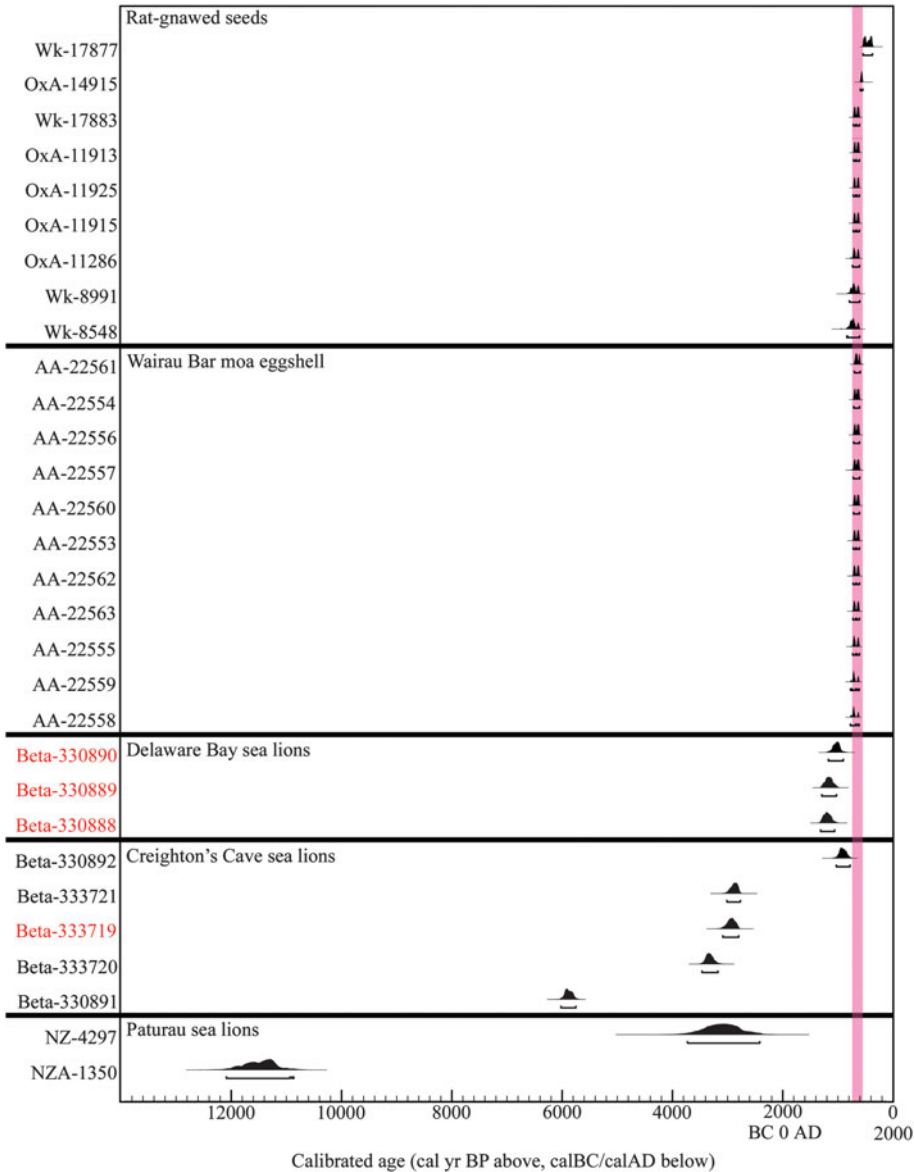 Rat-gnawed seeds
Wk-17877
OxA-14915
Wk-17883
OxA-11913
OxA-11925
OxA-11915
OxA-11286
Wk-8991
Wk-8548
Wairau Bar moa eggshell
AA-22561
AA-22554
AA-22556
AA-22557
AA-22560
AA-22553
AA-22562
AA-22563
AA-22555
AA-22559
AA-22558
Delaware Bay sea lions
Beta-330890
Beta-330889
Beta-330888
Creighton's Cave sea lions
Beta-330892
Beta-333721
Beta-333719
Beta-333720
Beta-330891
Paturau sea lions
NZ-4297
NZA-1350
12000 10000 8000 6000 4000 2000 0
BC 0 AD 2000
Calibrated age (cal yr BP above, calBC/calAD below)